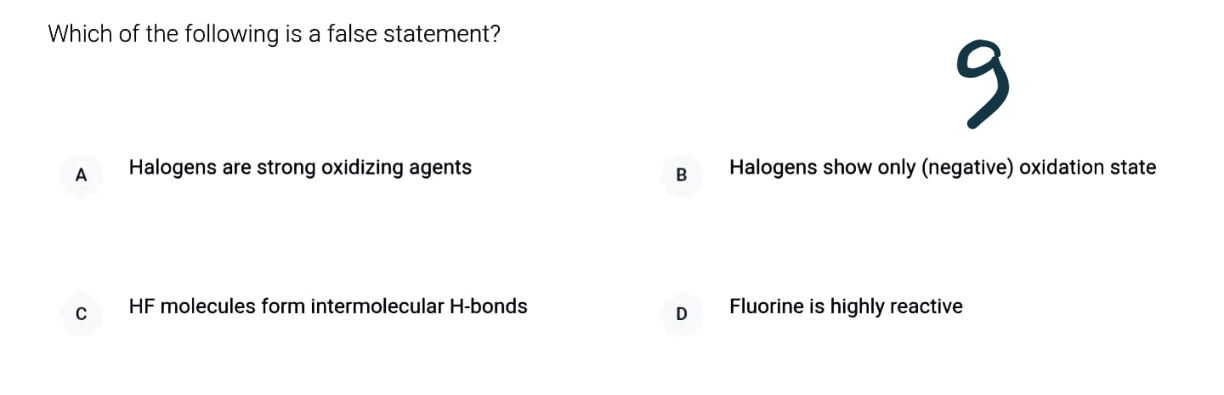 Which of the following is a false statement?
9
A Halogens are strong oxidizing agents
B Halogens show only (negative) oxidation state
C HF molecules form intermolecular H-bonds
D Fluorine is highly reactive